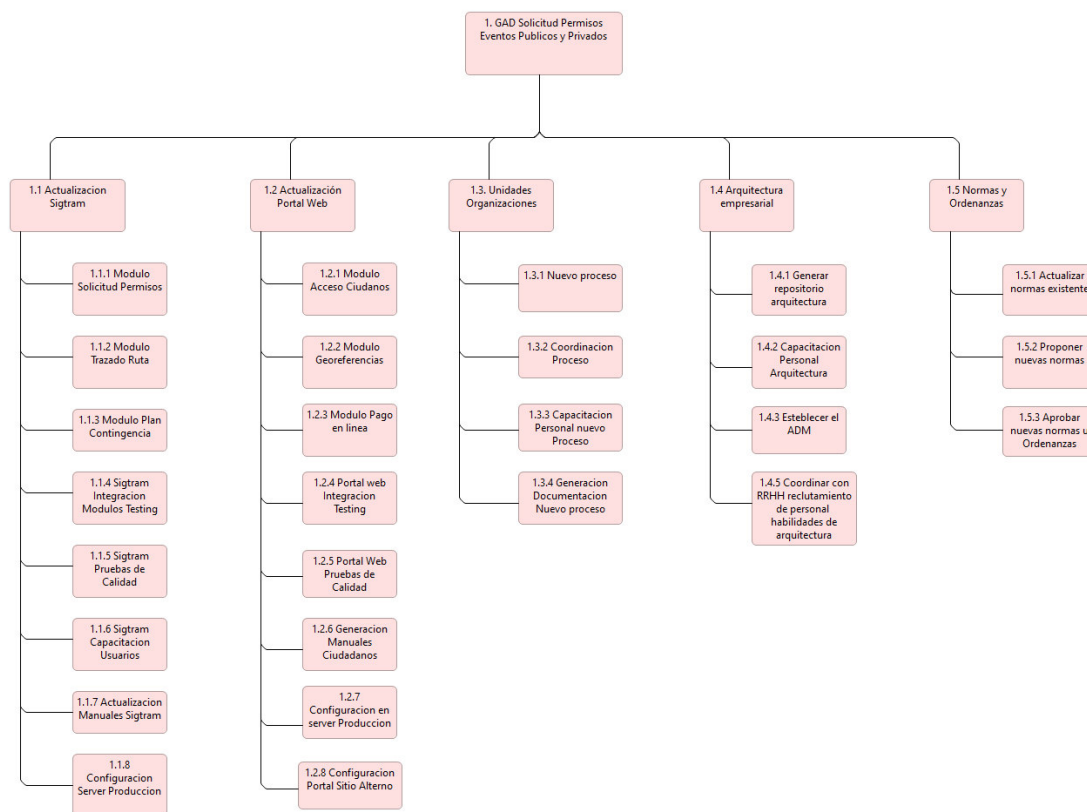 1. GAD Solicitud Permisos
Eventos Publicos y Privados
1.1 Actualizacion
Sigtram
1.1.1 Modulo
Solicitud Permisos
1.1.2 Modulo
Trazado Ruta
1.1.3 Modulo Plan
Contingencia
1.1.4 Sigtram
Integracion
Modulos Testing
1.1.5 Sigtram
Pruebas de
Calidad
1.1.6 Sigtram
Capacitacion
Usuarios
1.1.7 Actualizacion
Manuales Sigtram
1.1.8
Configuracion
Server Produccion
1.2 Actualización
Portal Web
1.2.1 Modulo
Acceso Ciudanos
1.2.2 Modulo
Georeferencias
1.2.3 Modulo Pago
en linea
1.2.4 Portal web
Integracion
Testing
1.2.5 Portal Web
Pruebas de
Calidad
1.2.6 Generacion
Manuales
Ciudadanos
1.2.7
Configuracion en
server Produccion
1.2.8 Configuracion
Portal Sitio Alterno
1.3. Unidades
Organizaciones
1.3.1 Nuevo proceso
1.3.2 Coordinacion
Proceso
1.3.3 Capacitacion
Personal nuevo
Proceso
1.3.4 Generacion
Documentacion
Nuevo proceso
1.4 Arquitectura
empresarial
1.4.1 Generar
repositorio
arquitectura
1.4.2 Capacitacion
Personal
Arquitectura
1.4.3 Esteblecer el
ADM
1.4.5 Coordinar con
RRHH reclutamiento
de personal
habilidades de
arquitectura
1.5 Normas y
Ordenanzas
1.5.1 Actualizar
normas existente
1.5.2 Proponer
nuevas normas
1.5.3 Aprobar
nuevas normas u
Ordenanzas